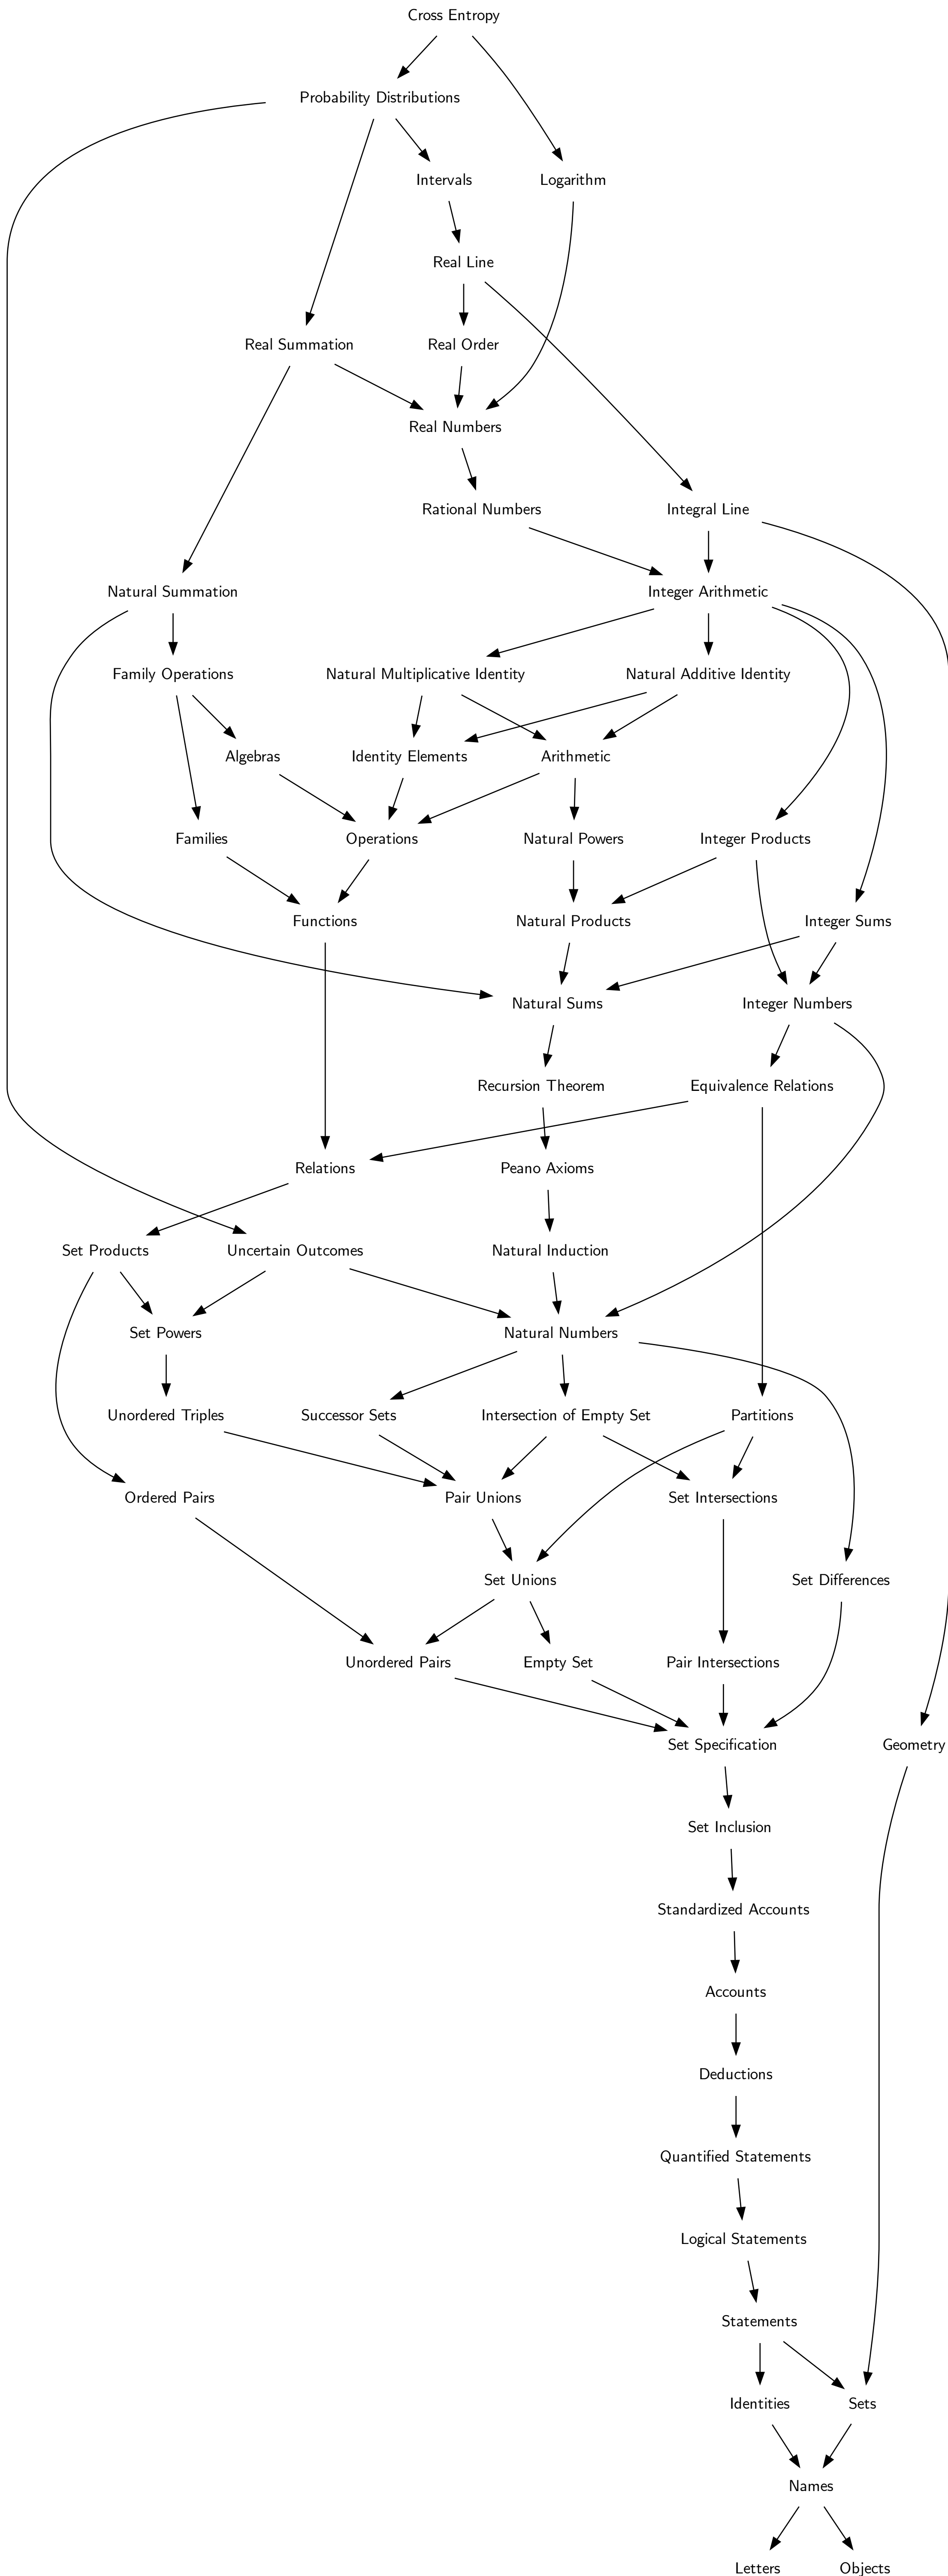 Cross Entropy
Probability Distributions
Intervals
Logarithm
Real Line
Real Summation
Real Order
Real Numbers
Rational Numbers
Integral Line
Natural Summation
Integer Arithmetic
Family Operations
Natural Multiplicative Identity
Natural Additive Identity
Algebras
Identity Elements
Arithmetic
Families
Operations
Natural Powers
Integer Products
Functions
Natural Products
Integer Sums
Natural Sums
Integer Numbers
Recursion Theorem
Equivalence Relations
Relations
Peano Axioms
Set Products
Uncertain Outcomes
Natural Induction
Set Powers
Natural Numbers
Unordered Triples
Successor Sets
Intersection of Empty Set
Partitions
Ordered Pairs
Pair Unions
Set Intersections
Set Unions
Set Differences
Unordered Pairs
Empty Set
Pair Intersections
Set Specification
Geometry
Set Inclusion
Standardized Accounts
Accounts
Deductions
Quantified Statements
Logical Statements
Statements
Identities
Sets
Names
Letters
Objects